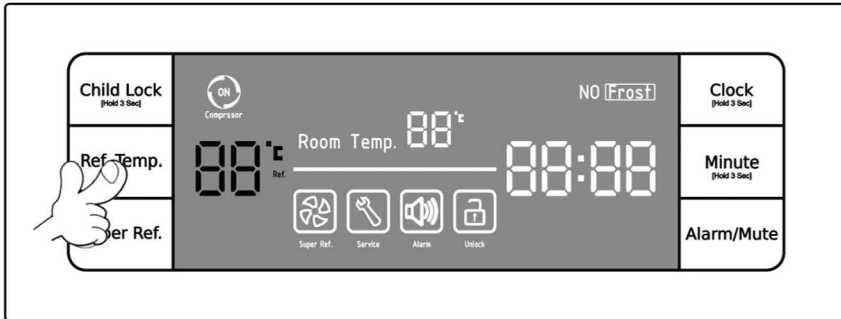 Child Lock
[Hold 3 Sec]
Ref. Temp.
Ref.
ON
Comprssor
88°C
Ref.
Room Temp. 88°C
NO Frost
88:88
Super Ref.
Service
Alarm
Unlock
Clock
[Hold 3 Sec]
Minute
[Hold 3 Sec]
Alarm/Mute